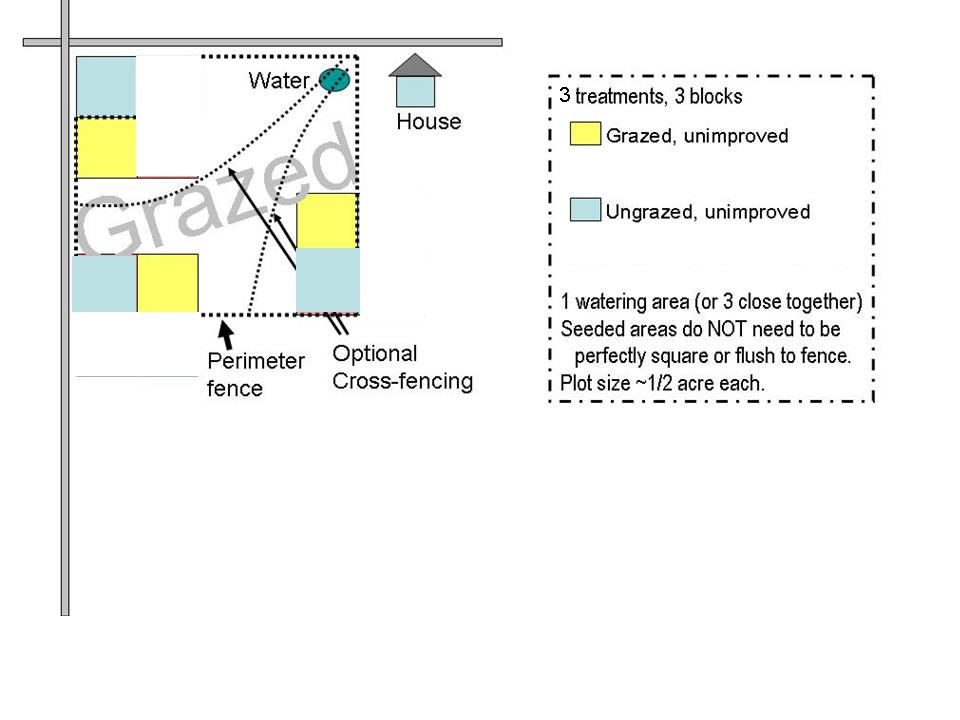 Water
House
Grazed
Perimeter
fence
Optional
Cross-fencing
3 treatments, 3 blocks
Grazed, unimproved
Ungrazed, unimproved
1 watering area (or 3 close together)
Seeded areas do NOT need to be
perfectly square or flush to fence.
Plot size ~1/2 acre each.